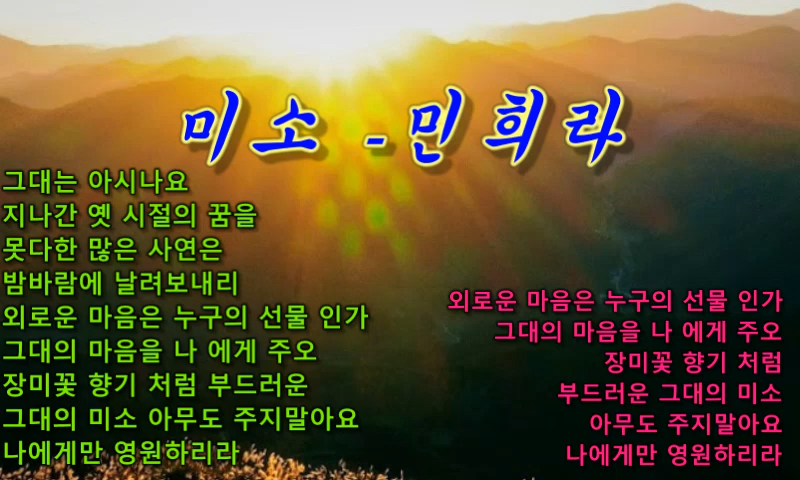 미소 -민희라
그대는 아시나요
지나간 옛 시절의 꿈을
못다한 많은 사연은
밤바람에 날려보내리
외로운 마음은 누구의 선물 인가
그대의 마음을 나 에게 주오
장미꽃 향기 처럼 부드러운
그대의 미소 아무도 주지말아요
나에게만 영원하리라
외로운 마음은 누구의 선물 인가
그대의 마음을 나 에게 주오
장미꽃 향기 처럼
부드러운 그대의 미소
아무도 주지말아요
나에게만 영원하리라